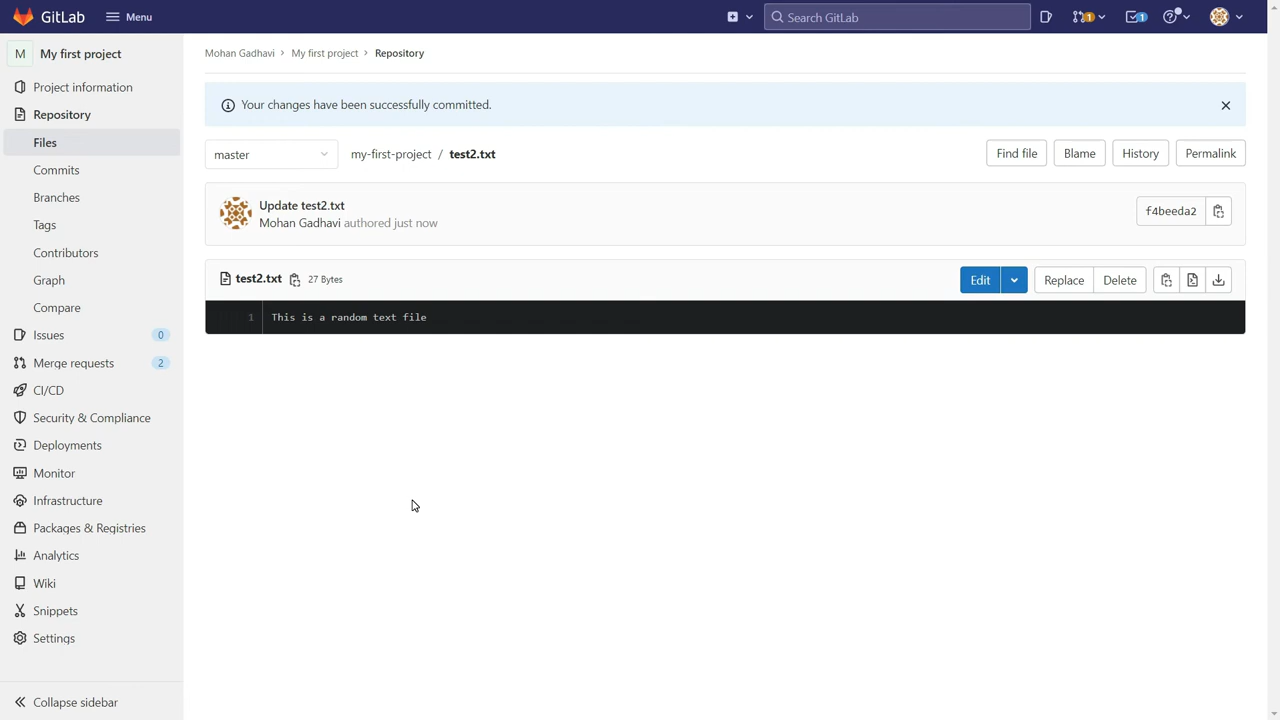 GitLab Menu Search GitLab 1 1
M My first project
Mohan Gadhavi > My first project > Repository
Project information
Repository
Files
Commits
Branches
Tags
Contributors
Graph
Compare
Issues 0
Merge requests 2
CI/CD
Security & Compliance
Deployments
Monitor
Infrastructure
Packages & Registries
Analytics
Wiki
Snippets
Settings
Collapse sidebar
Your changes have been successfully committed.
master my-first-project / test2.txt Find file Blame History Permalink
Update test2.txt
Mohan Gadhavi authored just now f4beeda2
test2.txt 27 Bytes Edit Replace Delete
1 This is a random text file